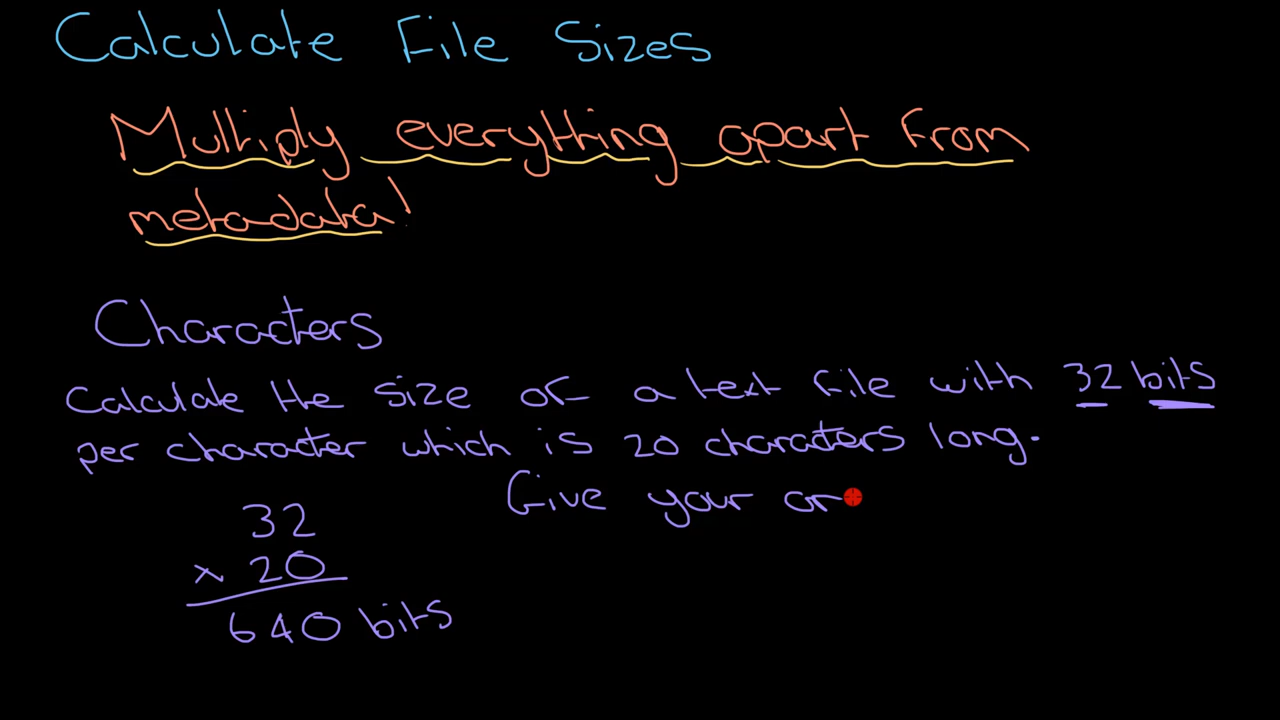 Calculate File Sizes
Multiply everything apart from
metadata!
Characters
Calculate the size of a text file with 32 bits
per character which is 20 characters long.
Give your
32
x 20
640 bits